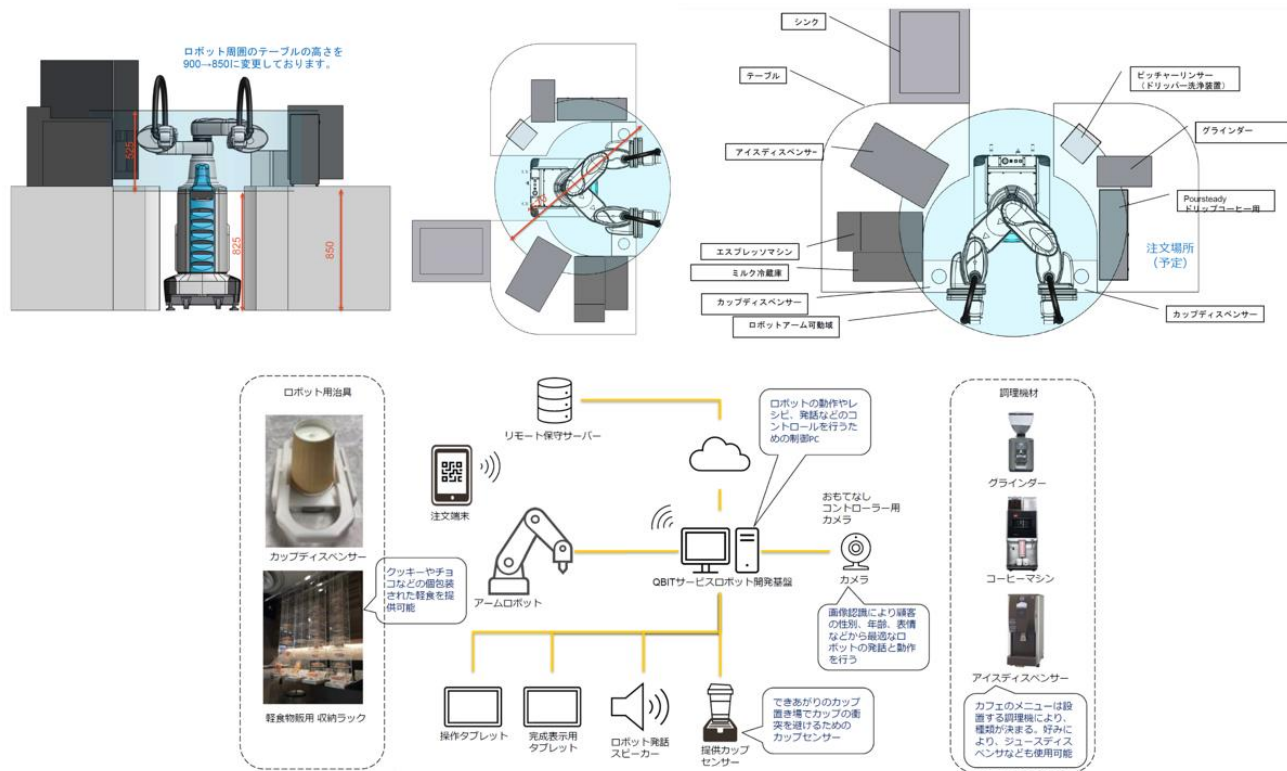 ロボット周囲のテーブルの高さを
900→850に変更しております。
525
825
850
シンク
テーブル
アイスディスペンサー
エスプレッソマシン
ミルク冷蔵庫
カップディスペンサー
ロボットアーム可動域
ピッチャーリンサー
(ドリッパー洗浄装置)
グラインダー
Poursteady
ドリップコーヒー用
注文場所
(予定)
カップディスペンサー
ロボット用治具
カップディスペンサー
クッキーやチョ
コなどの個包装
された軽食を提
供可能
軽食物販用 収納ラック
リモート保守サーバー
注文端末
アームロボット
ロボットの動作やレ
シピ、発話などのコ
ントロールを行うた
めの制御PC
QBITサービスロボット開発基盤
おもてなし
コントローラー用
カメラ
カメラ
画像認識により顧客
の性別、年齢、表情
などから最適なロ
ボットの発話と動作
を行う
操作タブレット
完成表示用
タブレット
ロボット発話
スピーカー
提供カップ
センサー
できあがりのカップ
置き場でカップの衝
突を避けるための
カップセンサー
調理機材
グラインダー
コーヒーマシン
アイスディスペンサー
カフェのメニューは設
置する調理機により、
種類が決まる。好みに
より、ジュースディス
ペンサなども使用可能